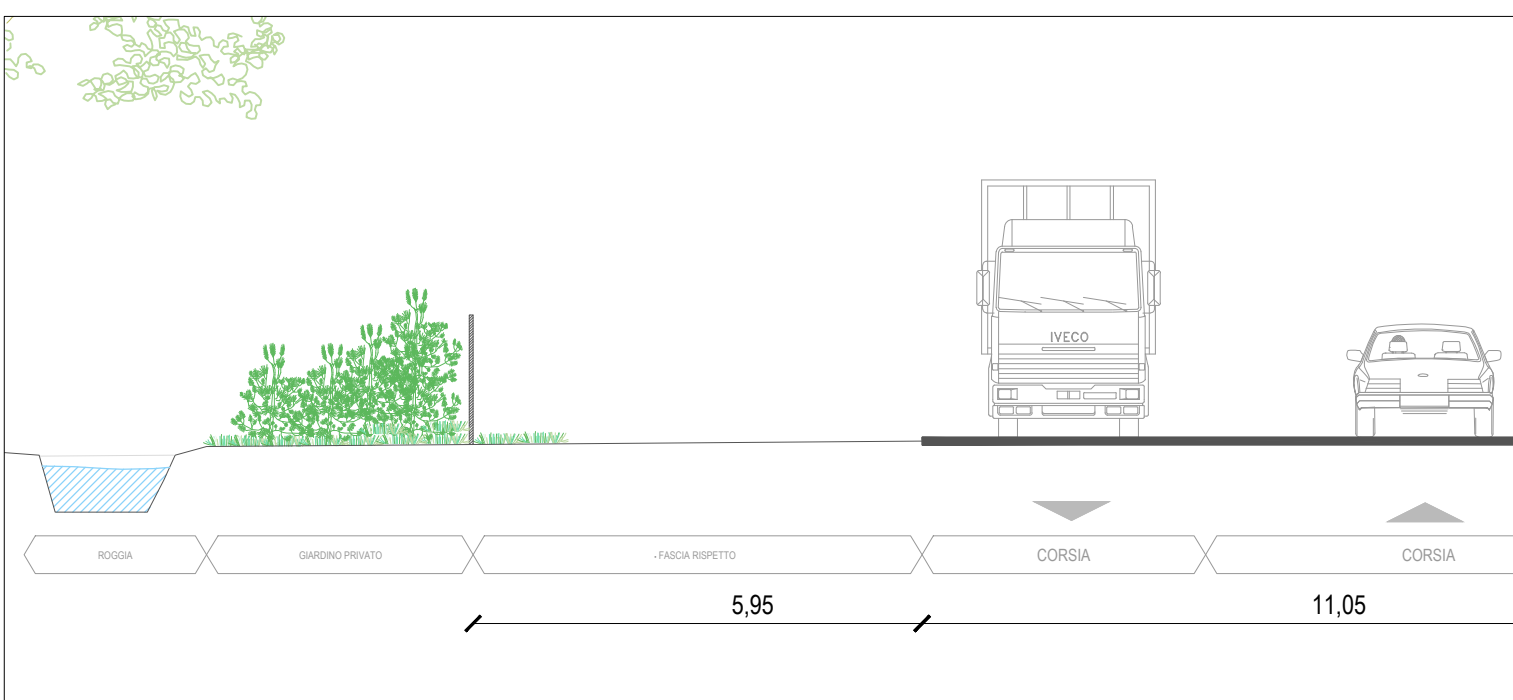 IVECO
ROGGIA
GIARDINO PRIVATO
- FASCIA RISPETTO
CORSIA
CORSIA
5,95
11,05